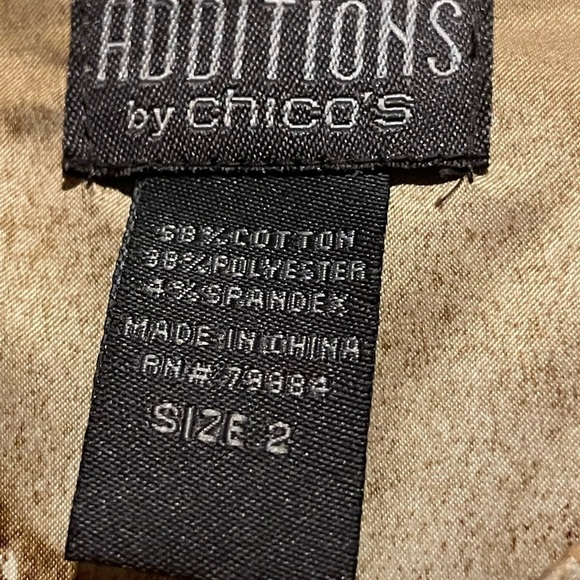 ADDITIONS
by chico's
58% COTTON
38% POLYESTER
4% SPANDEX
MADE IN CHINA
RN# 79984
SIZE 2